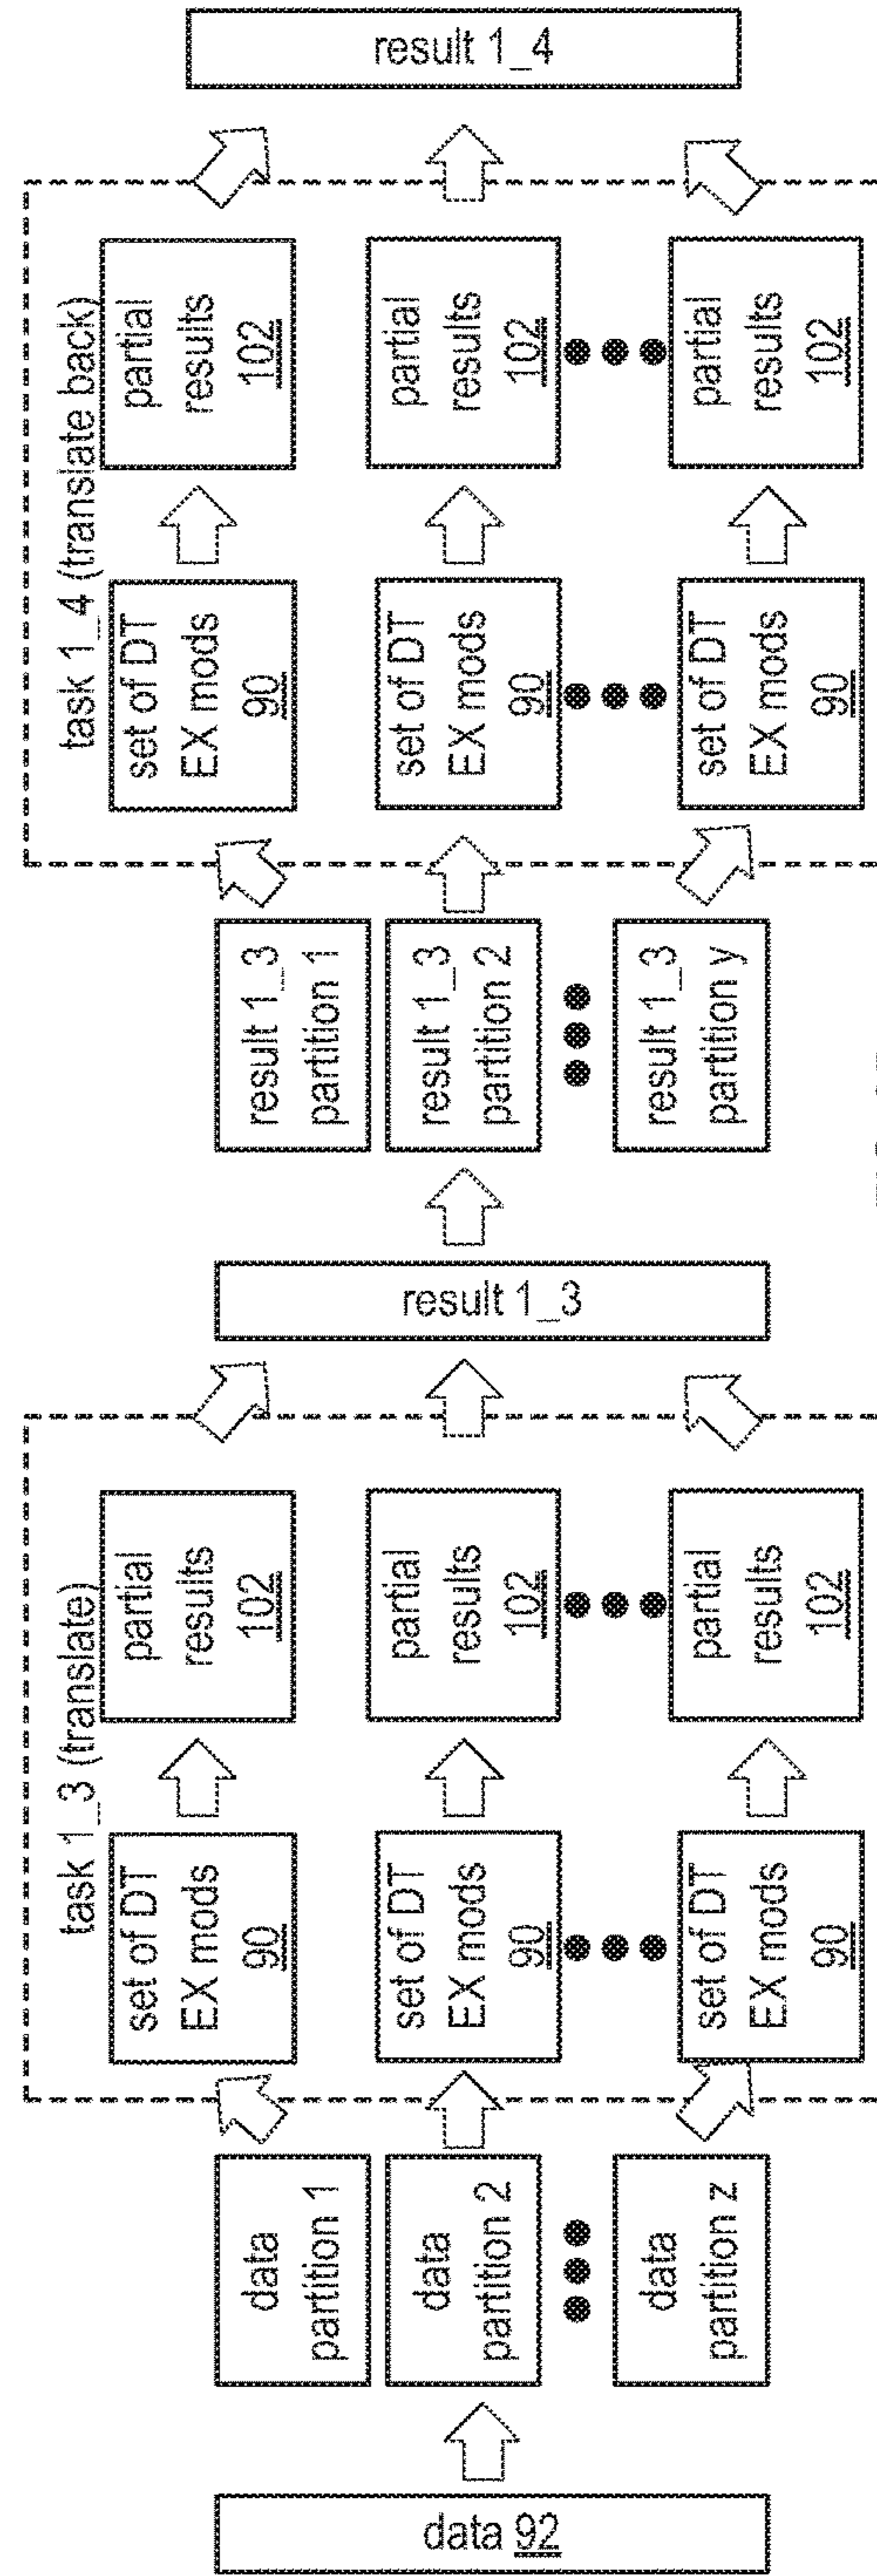 data 92
data
partition 1
data
partition 2
data
partition z
task 1_3 (translate)
set of DT
EX mods
90
set of DT
EX mods
90
set of DT
EX mods
90
partial
results
102
partial
results
102
partial
results
102
result 1_3
result 1_3
partition 1
result 1_3
partition 2
result 1_3
partition y
task 1_4 (translate back)
set of DT
EX mods
90
set of DT
EX mods
90
set of DT
EX mods
90
partial
results
102
partial
results
102
partial
results
102
result 1_4